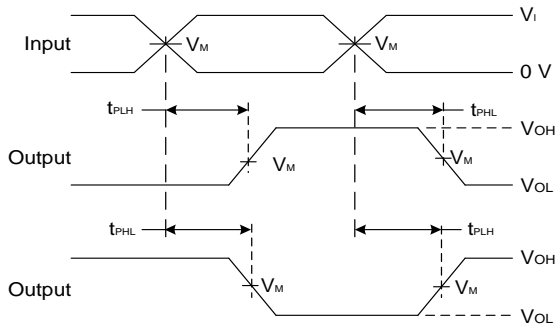 VI
Input VM VM
0 V
tPLH tPHL
VOH
Output VM VM
VOL
tPHL tPLH
VOH
Output VM VM
VOL